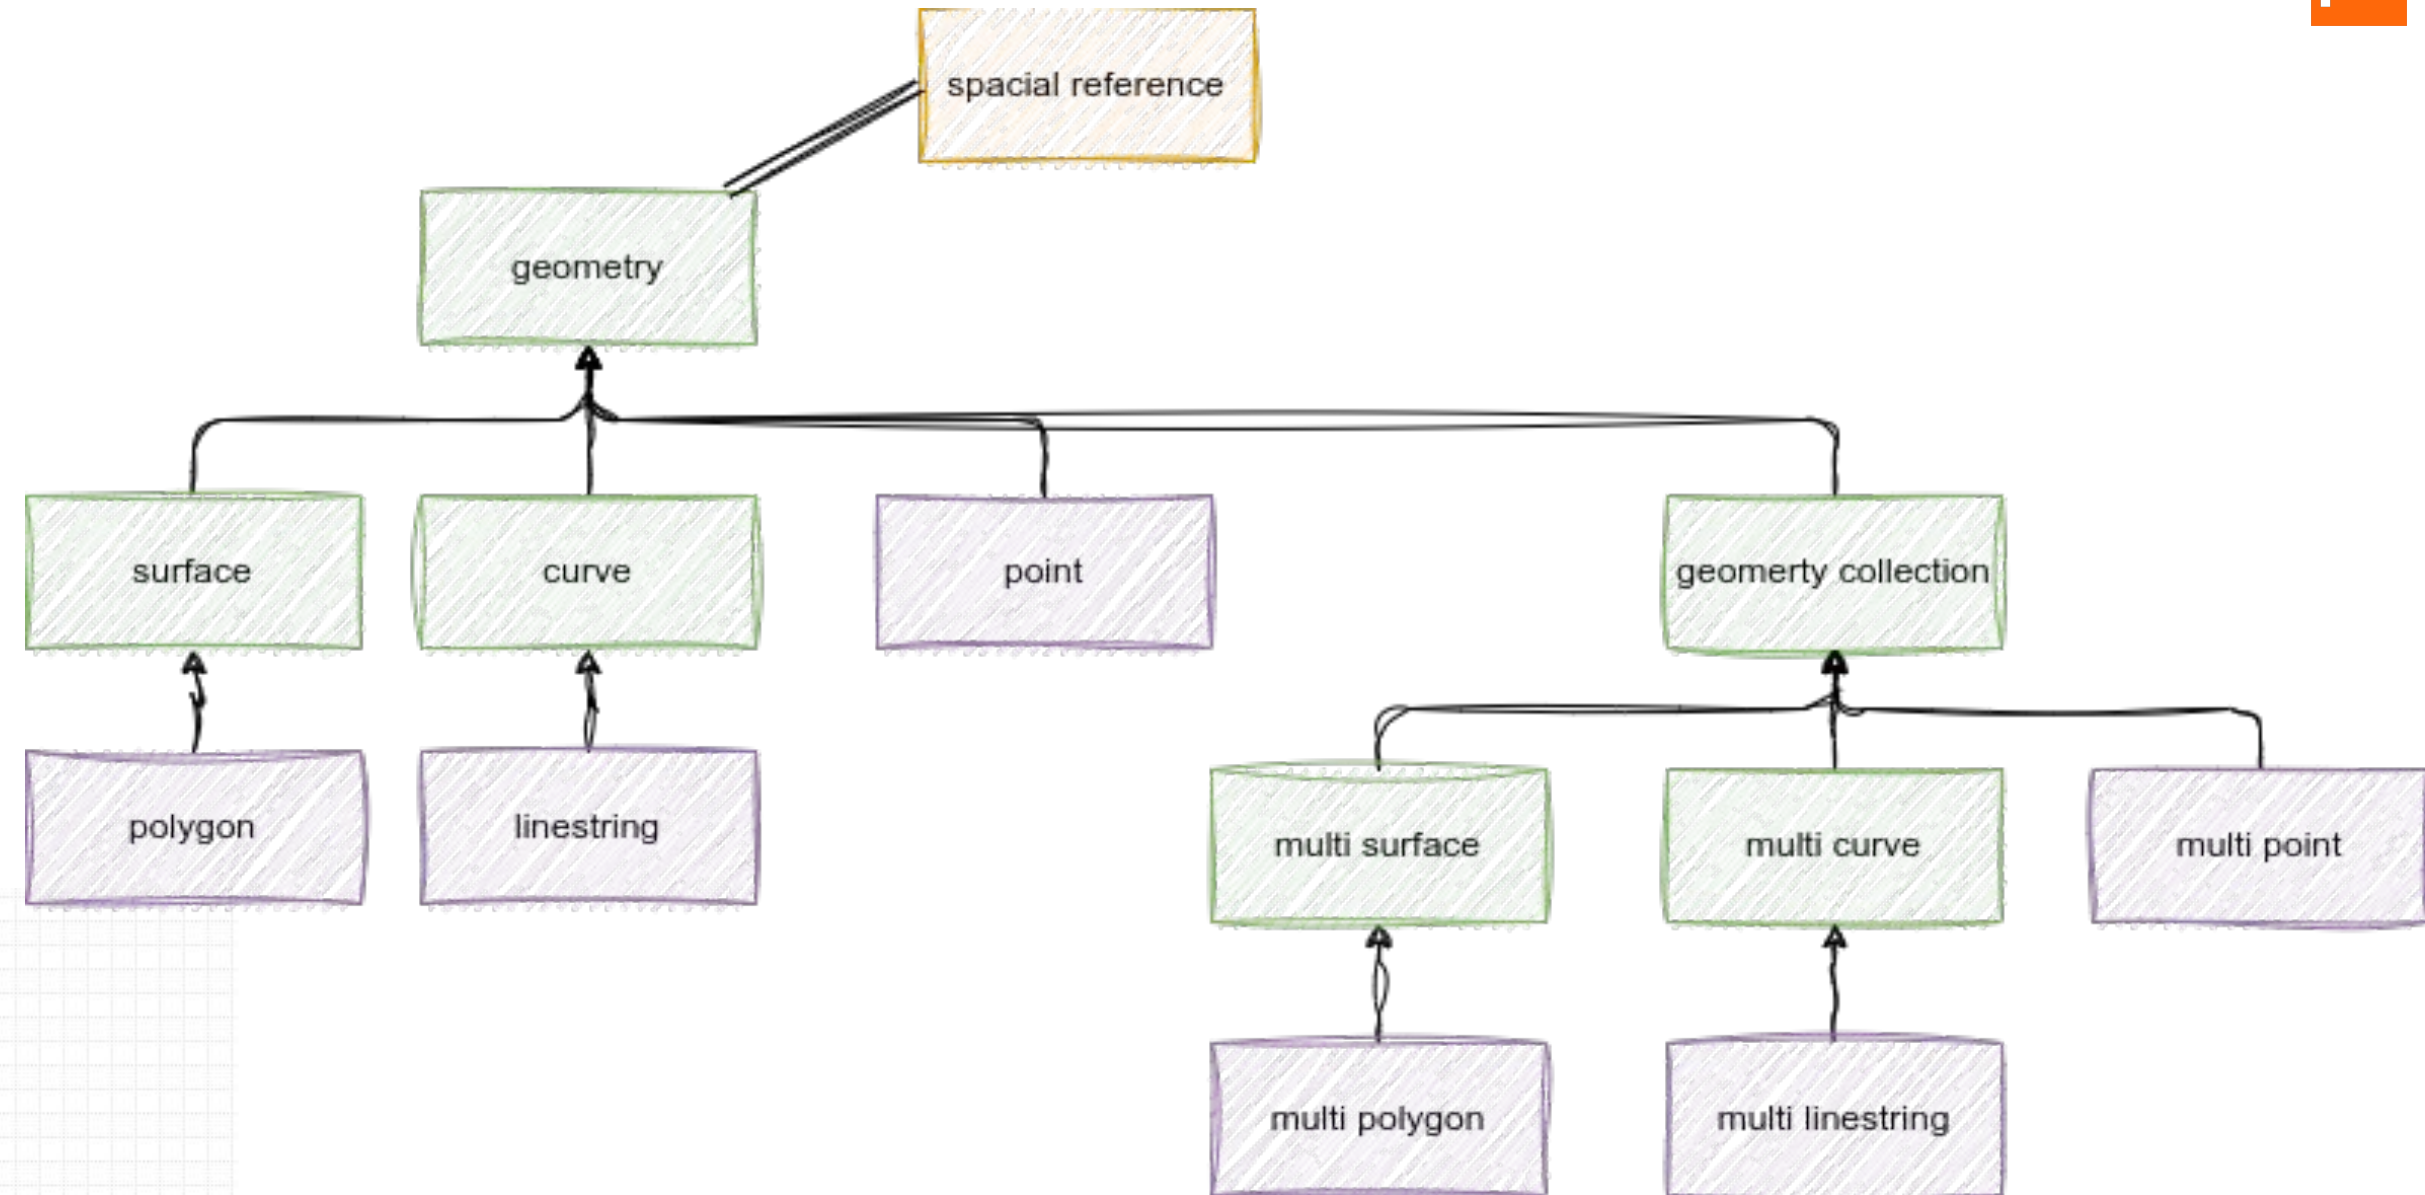 spacial reference
geometry
surface
curve
point
geomerty collection
polygon
linestring
multi surface
multi curve
multi point
multi polygon
multi linestring